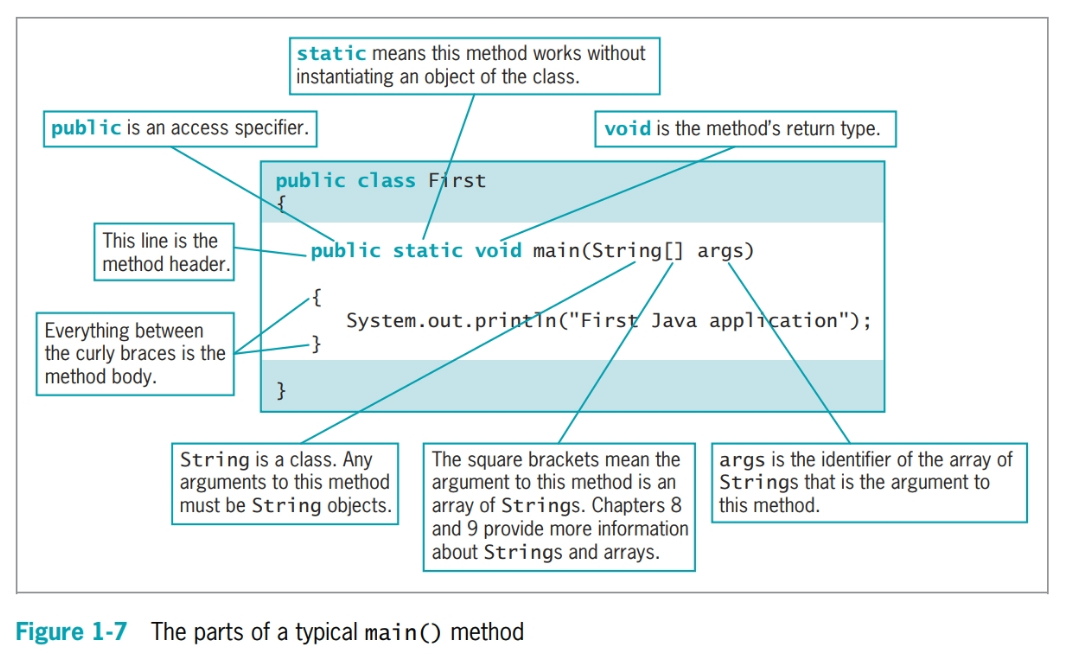 static means this method works without
instantiating an object of the class.
public is an access specifier.
void is the method's return type.
public class First
{
This line is the
method header.
public static void main(String[] args)
{
System.out.println("First Java application");
}
Everything between
the curly braces is the
method body.
}
String is a class. Any
arguments to this method
must be String objects.
The square brackets mean the
argument to this method is an
array of Strings. Chapters 8
and 9 provide more information
about Strings and arrays.
args is the identifier of the array of
Strings that is the argument to
this method.
Figure 1-7 The parts of a typical main() method